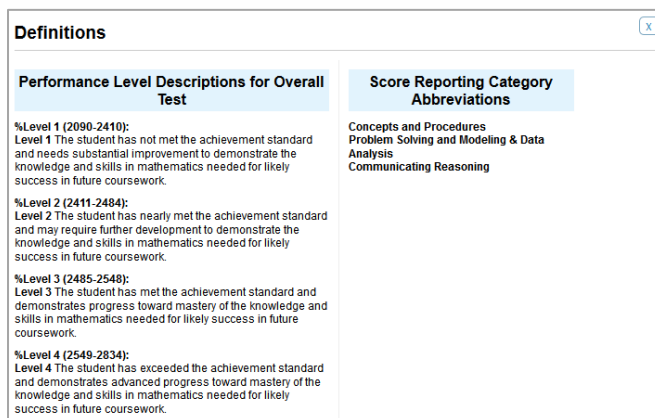 Definitions
X
Performance Level Descriptions for Overall
Test
%Level 1 (2090-2410):
Level 1 The student has not met the achievement standard
and needs substantial improvement to demonstrate the
knowledge and skills in mathematics needed for likely
success in future coursework.
%Level 2 (2411-2484):
Level 2 The student has nearly met the achievement standard
and may require further development to demonstrate the
knowledge and skills in mathematics needed for likely
success in future coursework.
%Level 3 (2485-2548):
Level 3 The student has met the achievement standard and
demonstrates progress toward mastery of the knowledge and
skills in mathematics needed for likely success in future
coursework.
%Level 4 (2549-2834):
Level 4 The student has exceeded the achievement standard
and demonstrates advanced progress toward mastery of the
knowledge and skills in mathematics needed for likely
success in future coursework.
Score Reporting Category
Abbreviations
Concepts and Procedures
Problem Solving and Modeling & Data
Analysis
Communicating Reasoning